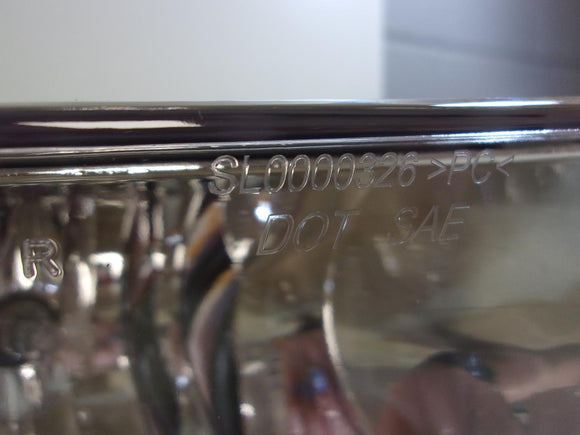 SL0000326 >PC<
DOT SAE
R